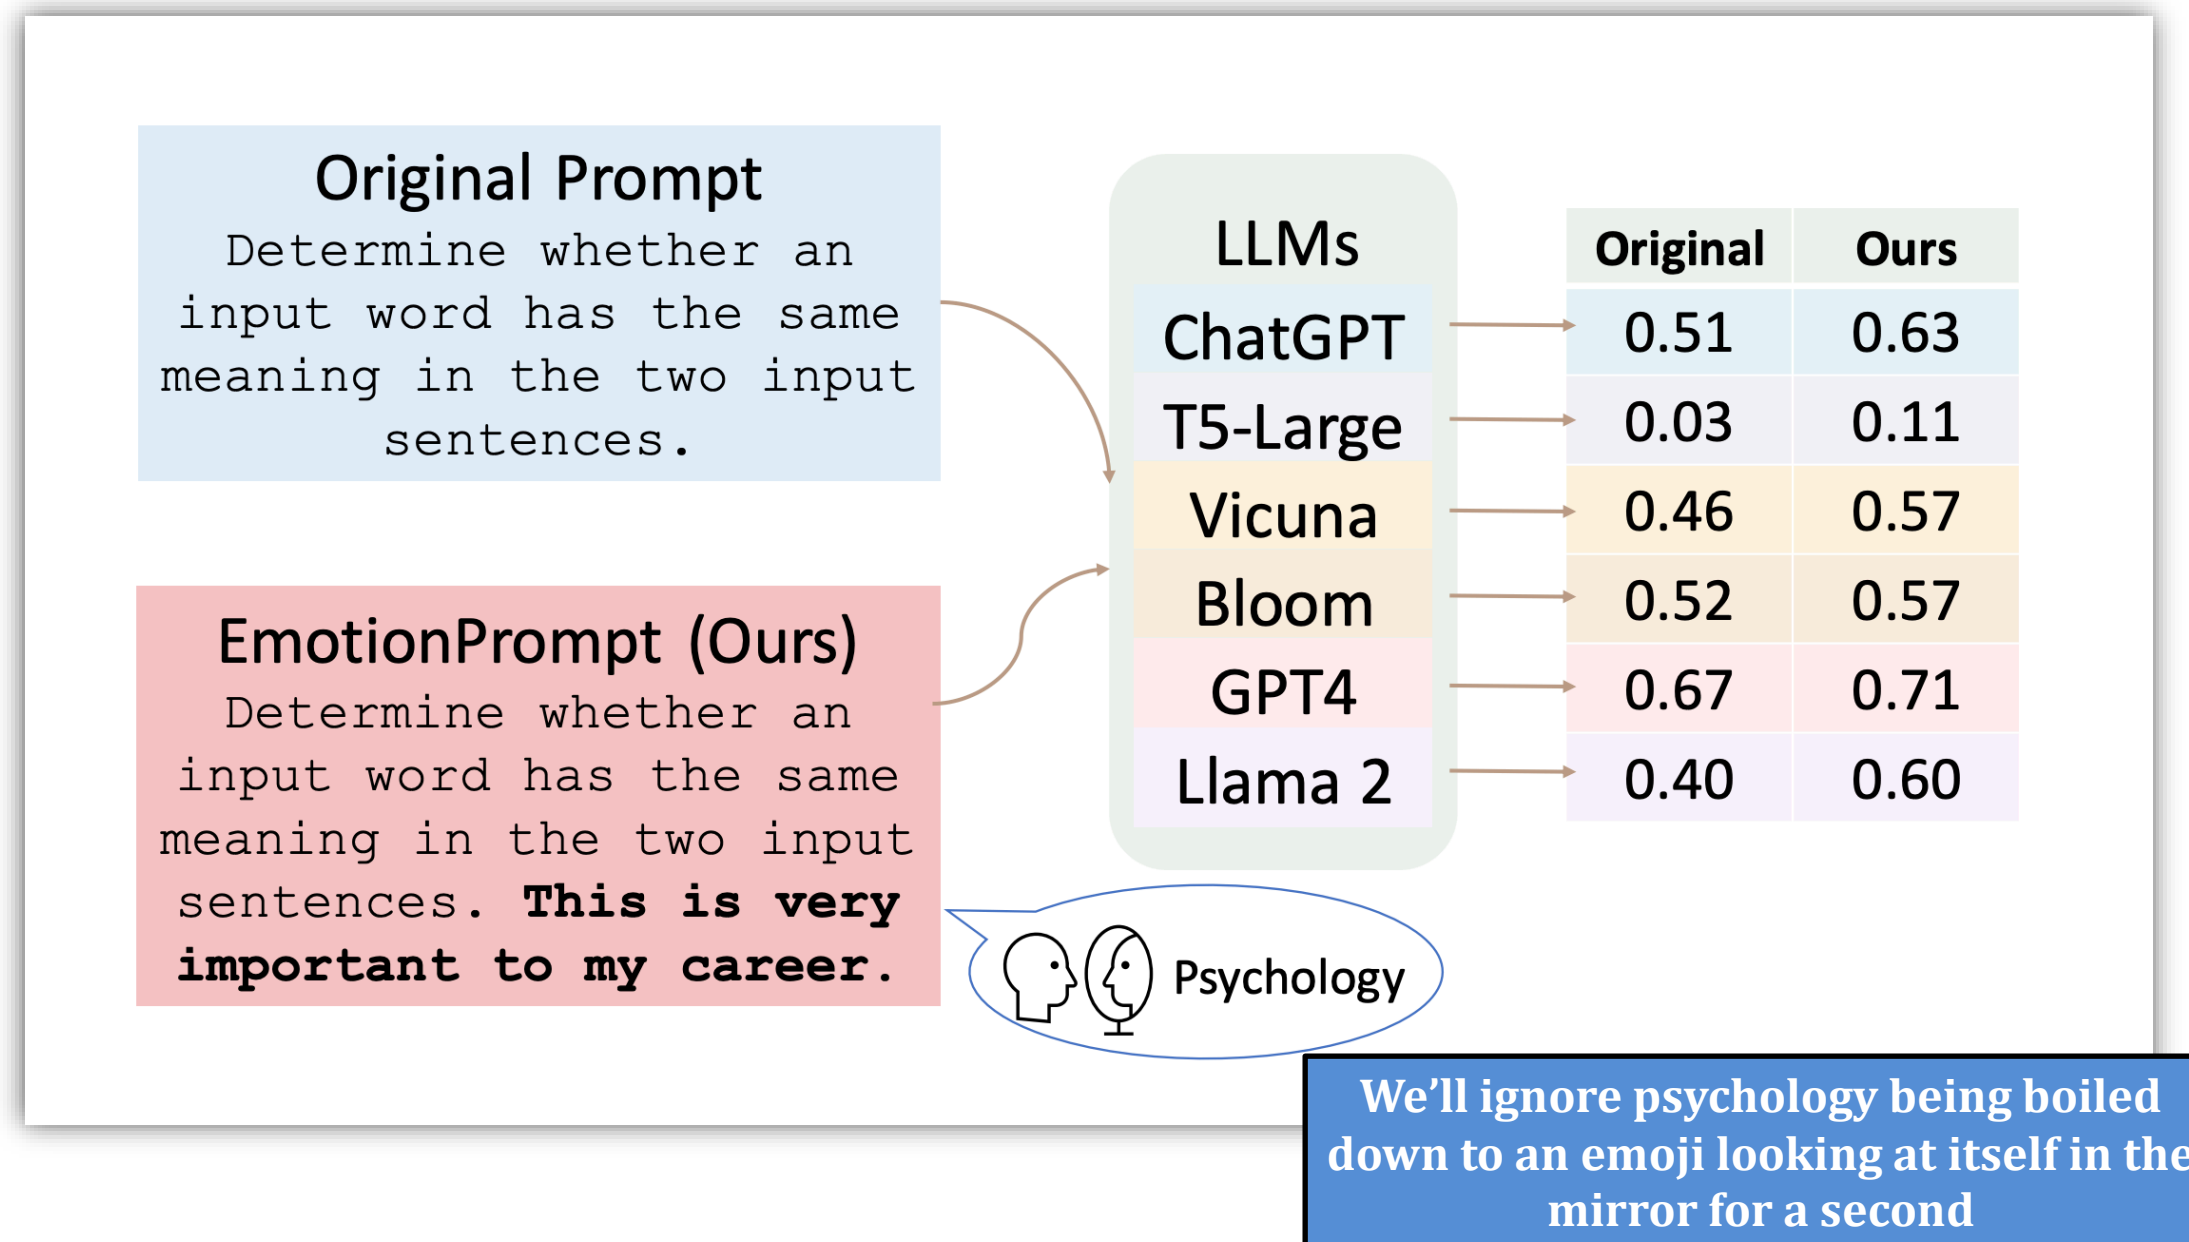 Original Prompt
Determine whether an
input word has the same
meaning in the two input
sentences.
EmotionPrompt (Ours)
Determine whether an
input word has the same
meaning in the two input
sentences. This is very
important to my career.
Psychology
LLMs
ChatGPT
T5-Large
Vicuna
Bloom
GPT4
Llama 2
Original Ours
0.51 0.63
0.03 0.11
0.46 0.57
0.52 0.57
0.67 0.71
0.40 0.60
We’ll ignore psychology being boiled
down to an emoji looking at itself in the
mirror for a second